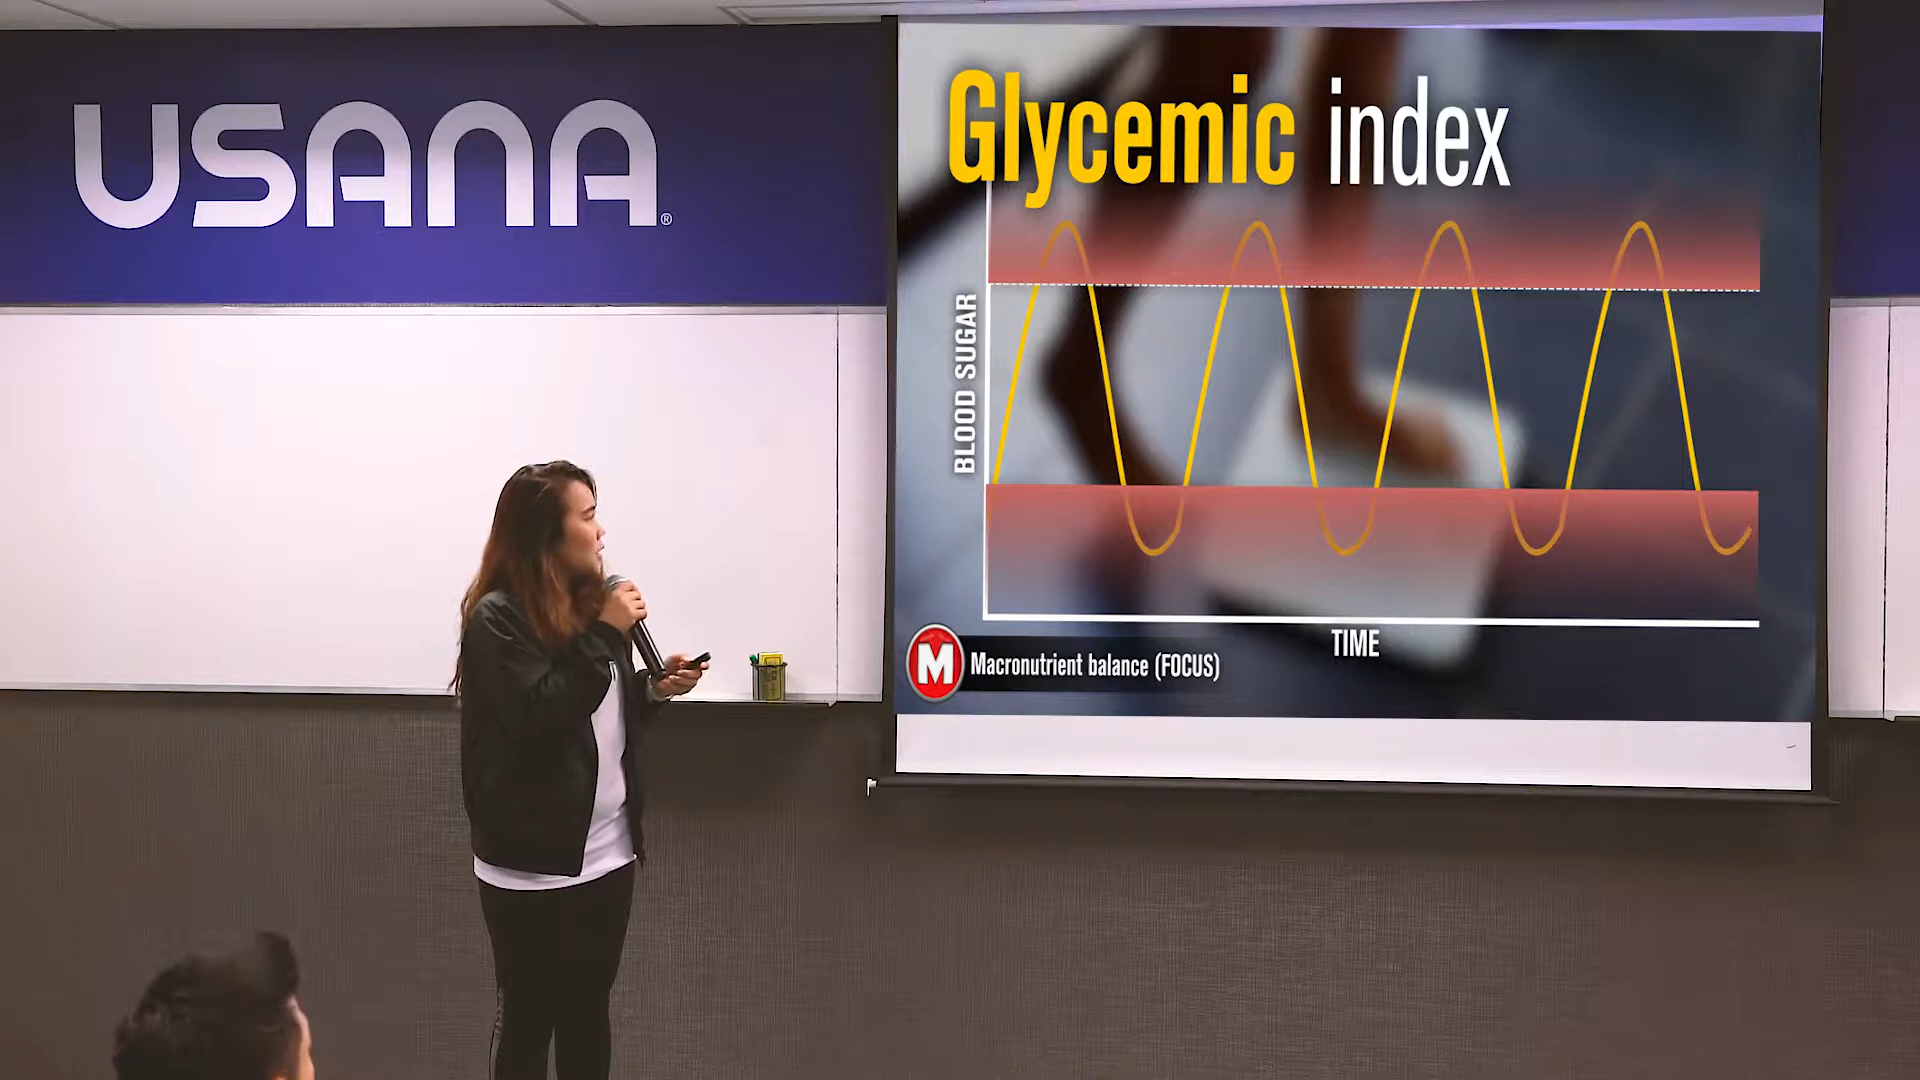 USANA®
Glycemic index
BLOOD SUGAR
TIME
M Macronutrient balance (FOCUS)